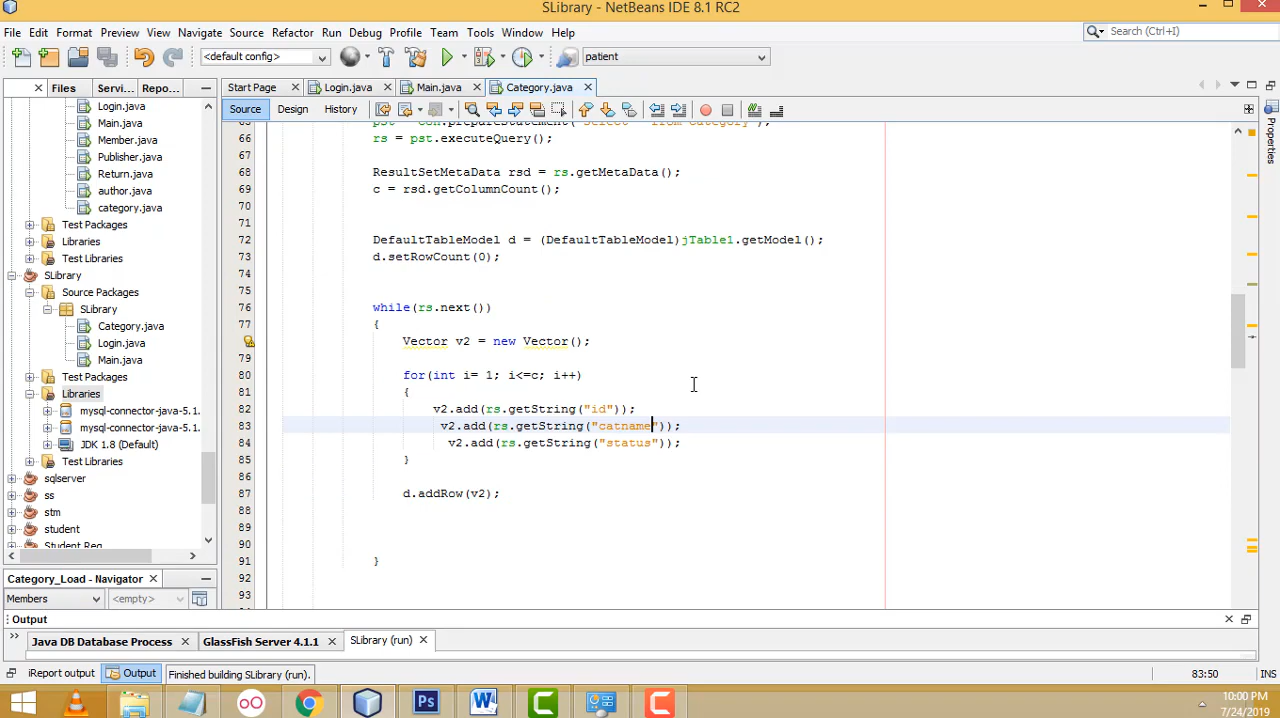 SLibrary - NetBeans IDE 8.1 RC2
File Edit Format Preview View Navigate Source Refactor Run Debug Profile Team Tools Window Help
Search (Ctrl+I)
<default config>
patient
Files Servi... Repo...
Start Page Login.java Main.java Category.java
Source Design History
Login.java
Main.java
Member.java
Publisher.java
Return.java
author.java
category.java
Test Packages
Libraries
Test Libraries
SLibrary
Source Packages
SLibrary
Category.java
Login.java
Main.java
Test Packages
Libraries
mysql-connector-java-5.1.
mysql-connector-java-5.1.
JDK 1.8 (Default)
Test Libraries
sqlserver
ss
stm
student
Student Reg
66 rs = pst.executeQuery();
67
68 ResultSetMetaData rsd = rs.getMetaData();
69 c = rsd.getColumnCount();
70
71
72 DefaultTableModel d = (DefaultTableModel)jTable1.getModel();
73 d.setRowCount(0);
74
75
76 while(rs.next())
77 {
Vector v2 = new Vector();
79
80 for(int i= 1; i<=c; i++)
81 {
82 v2.add(rs.getString("id"));
83 v2.add(rs.getString("catname"));
84 v2.add(rs.getString("status"));
85 }
86
87 d.addRow(v2);
88
89
90
91 }
92
93
Properties
Category_Load - Navigator
Members <empty>
Output
Java DB Database Process GlassFish Server 4.1.1 SLibrary (run)
iReport output Output Finished building SLibrary (run).
83:50 INS
10:00 PM
7/24/2019